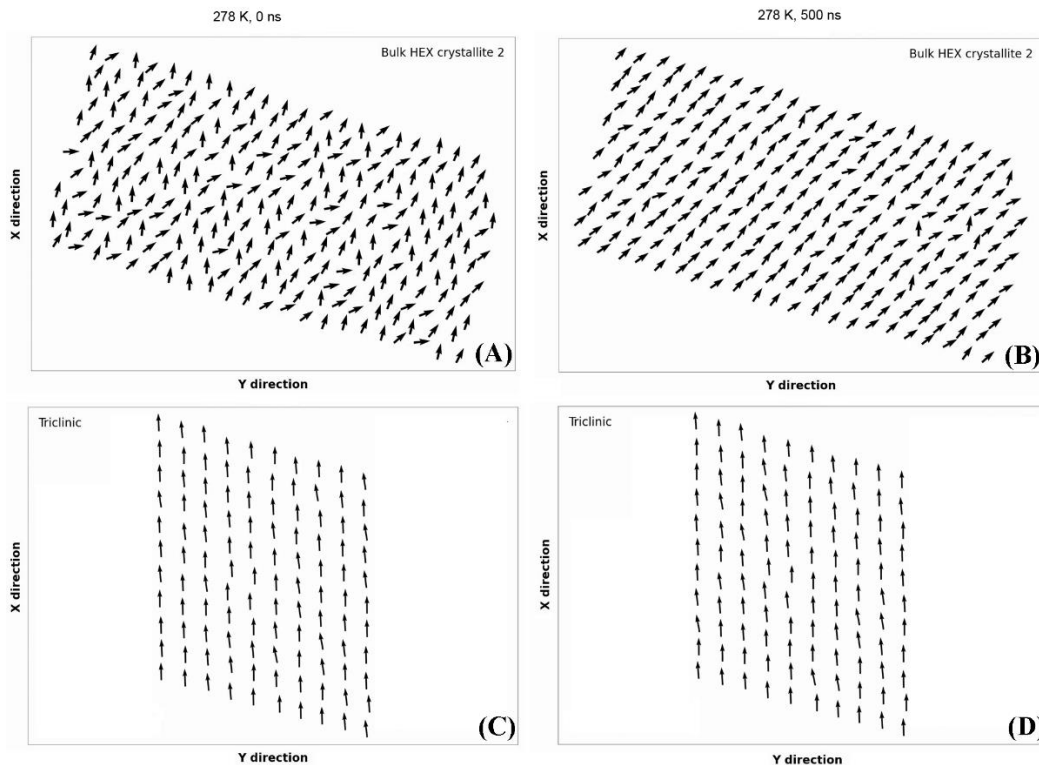 278 K, 0 ns
278 K, 500 ns
Bulk HEX crystallite 2
X direction
(A)
Y direction
Bulk HEX crystallite 2
X direction
(B)
Y direction
Triclinic
X direction
(C)
Y direction
Triclinic
X direction
(D)
Y direction